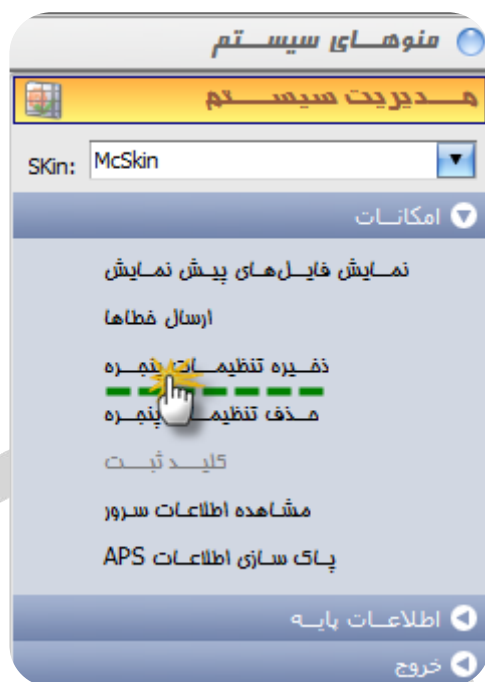 منوهای سیستم
مدیریت سیستم
SKin: McSkin
امکانات
نمایش فایل‌های پیش نمایش
ارسال خطاها
ذخیره تنظیمات پنجره
حذف تنظیمات پنجره
کلید ثبت
مشاهده اطلاعات سرور
پاک سازی اطلاعات APS
اطلاعات پایه
خروج